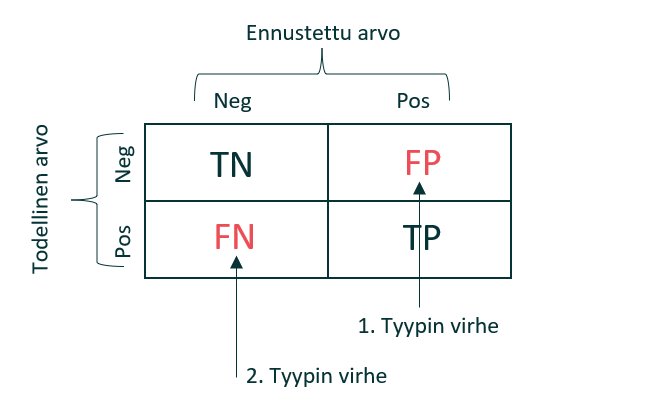 Ennustettu arvo
Neg Pos
Todellinen arvo
Neg
TN FP
Pos
FN TP
1. Tyypin virhe
2. Tyypin virhe